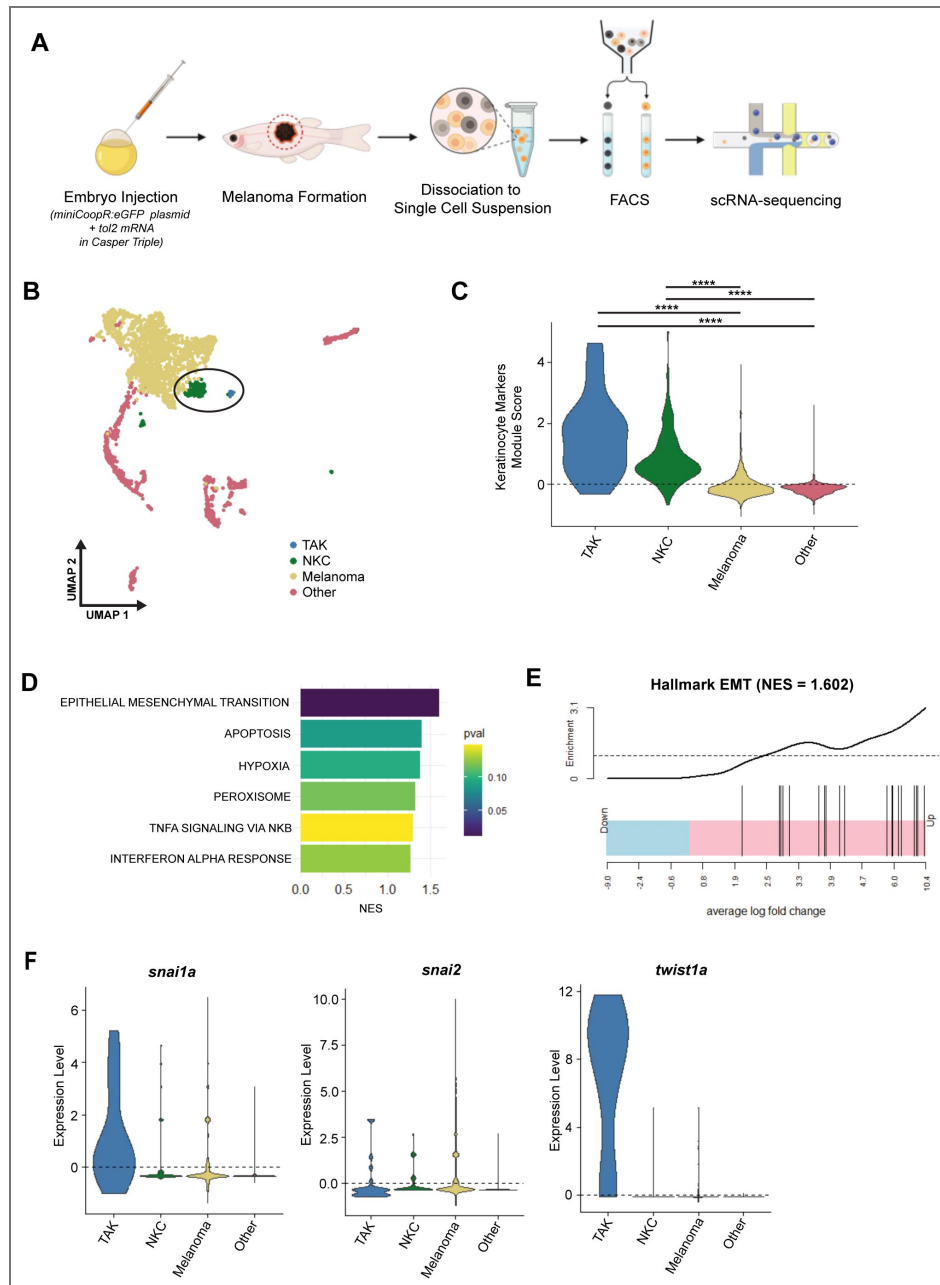 A
Embryo Injection
(miniCoopR:eGFP plasmid
+ tol2 mRNA
in Casper Triple)
Melanoma Formation
Dissociation to
Single Cell Suspension
FACS
scRNA-sequencing
B
UMAP 2
UMAP 1
TAK
NKC
Melanoma
Other
C
****
****
****
****
Keratinocyte Markers
Module Score
4
2
0
TAK
NKC
Melanoma
Other
D
EPITHELIAL MESENCHYMAL TRANSITION
APOPTOSIS
HYPOXIA
PEROXISOME
TNFA SIGNALING VIA NKB
INTERFERON ALPHA RESPONSE
0.0 0.5 1.0 1.5
NES
pval
0.10
0.05
E
Hallmark EMT (NES = 1.602)
Enrichment
3.1
0
Down
Up
-9.0 -2.4 -0.6 0.8 1.9 2.5 3.3 3.9 4.9 6.0 10.4
average log fold change
F
snai1a
Expression Level
6
4
2
0
TAK
NKC
Melanoma
Other
snai2
Expression Level
10.0
7.5
5.0
2.5
0.0
TAK
NKC
Melanoma
Other
twist1a
Expression Level
12
8
4
0
TAK
NKC
Melanoma
Other